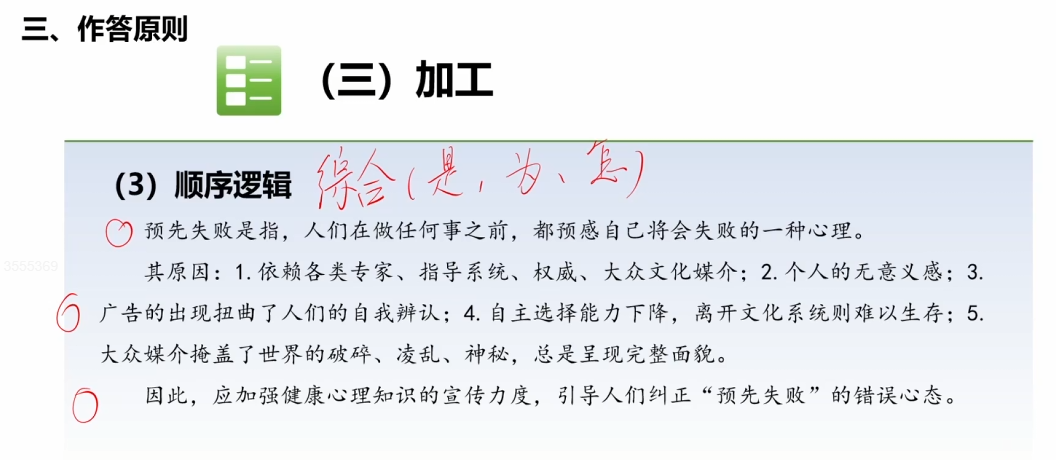 三、作答原则
（三）加工
（3）顺序逻辑 综合（是、为、怎）
预先失败是指，人们在做任何事之前，都预感自己将会失败的一种心理。
其原因：1.依赖各类专家、指导系统、权威、大众文化媒介；2.个人的无意义感；3.
广告的出现扭曲了人们的自我辨认；4.自主选择能力下降，离开文化系统则难以生存；5.
大众媒介掩盖了世界的破碎、凌乱、神秘，总是呈现完整面貌。
因此，应加强健康心理知识的宣传力度，引导人们纠正“预先失败”的错误心态。
3555369